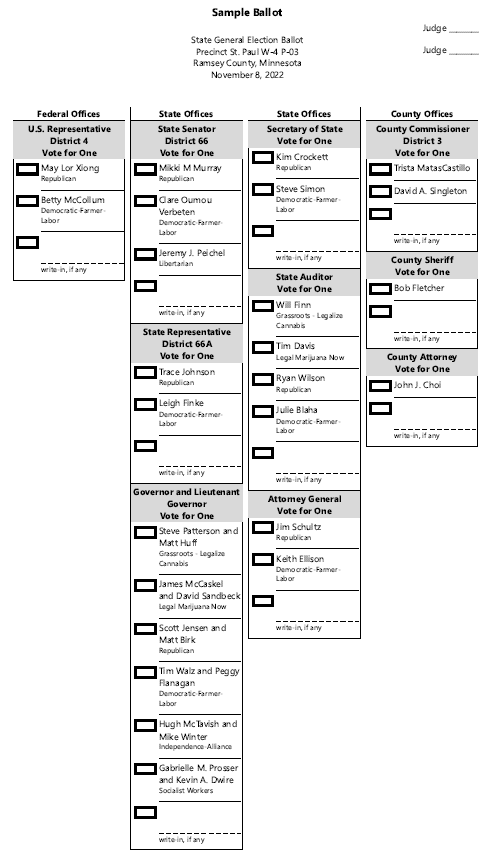 Sample Ballot
Judge ______
Judge ______
State General Election Ballot
Precinct St. Paul W-4 P-03
Ramsey County, Minnesota
November 8, 2022
Federal Offices
U.S. Representative
District 4
Vote for One
May Lor Xiong
Republican
Betty McCollum
Democratic-Farmer-
Labor
write-in, if any
State Offices
State Senator
District 66
Vote for One
Mikki M Murray
Republican
Clare Oumou
Verbeten
Democratic-Farmer-
Labor
Jeremy J. Peichel
Libertarian
write-in, if any
State Representative
District 66A
Vote for One
Trace Johnson
Republican
Leigh Finke
Democratic-Farmer-
Labor
write-in, if any
Governor and Lieutenant
Governor
Vote for One
Steve Patterson and
Matt Huff
Grassroots - Legalize
Cannabis
James McCaskel
and David Sandbeck
Legal Marijuana Now
Scott Jensen and
Matt Birk
Republican
Tim Walz and Peggy
Flanagan
Democratic-Farmer-
Labor
Hugh McTavish and
Mike Winter
Independence-Alliance
Gabrielle M. Prosser
and Kevin A. Dwire
Socialist Workers
write-in, if any
State Offices
Secretary of State
Vote for One
Kim Crockett
Republican
Steve Simon
Democratic-Farmer-
Labor
write-in, if any
State Auditor
Vote for One
Will Finn
Grassroots - Legalize
Cannabis
Tim Davis
Legal Marijuana Now
Ryan Wilson
Republican
Julie Blaha
Democratic-Farmer-
Labor
write-in, if any
Attorney General
Vote for One
Jim Schultz
Republican
Keith Ellison
Democratic-Farmer-
Labor
write-in, if any
County Offices
County Commissioner
District 3
Vote for One
Trista MatasCastillo
David A. Singleton
write-in, if any
County Sheriff
Vote for One
Bob Fletcher
write-in, if any
County Attorney
Vote for One
John J. Choi
write-in, if any